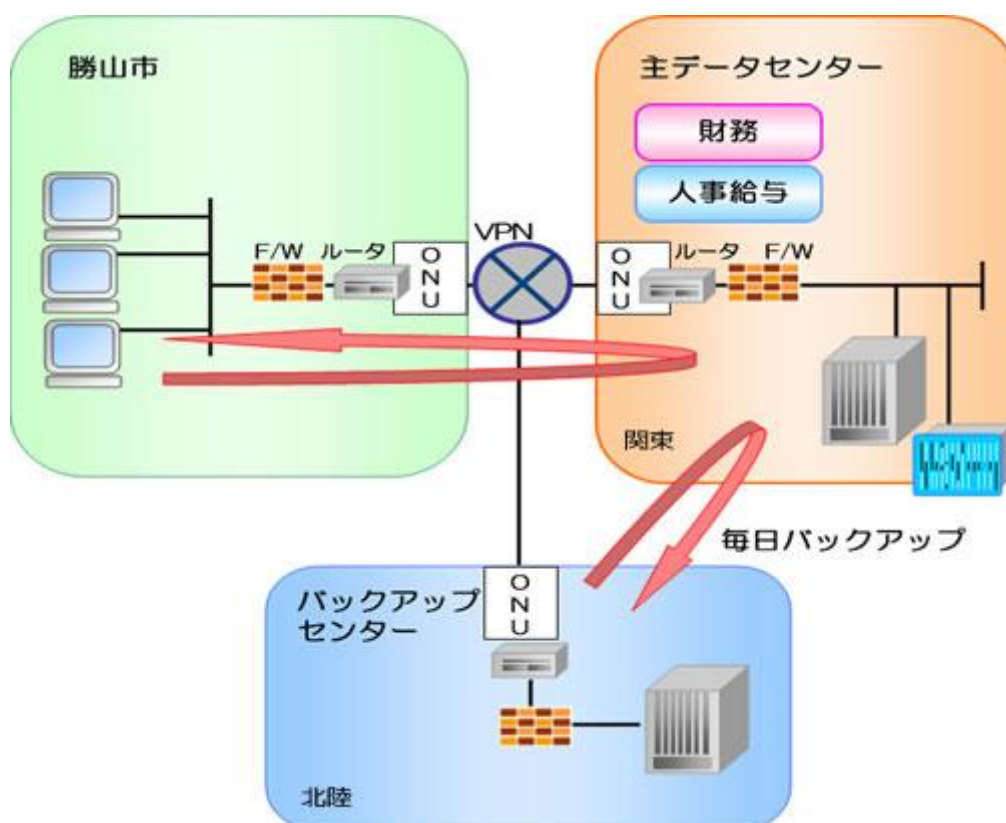 勝山市
主データセンター
財務
人事給与
VPN
F/W
ルータ
ONU
ONU
ルータ
F/W
関東
毎日バックアップ
バックアップ
センター
ONU
北陸